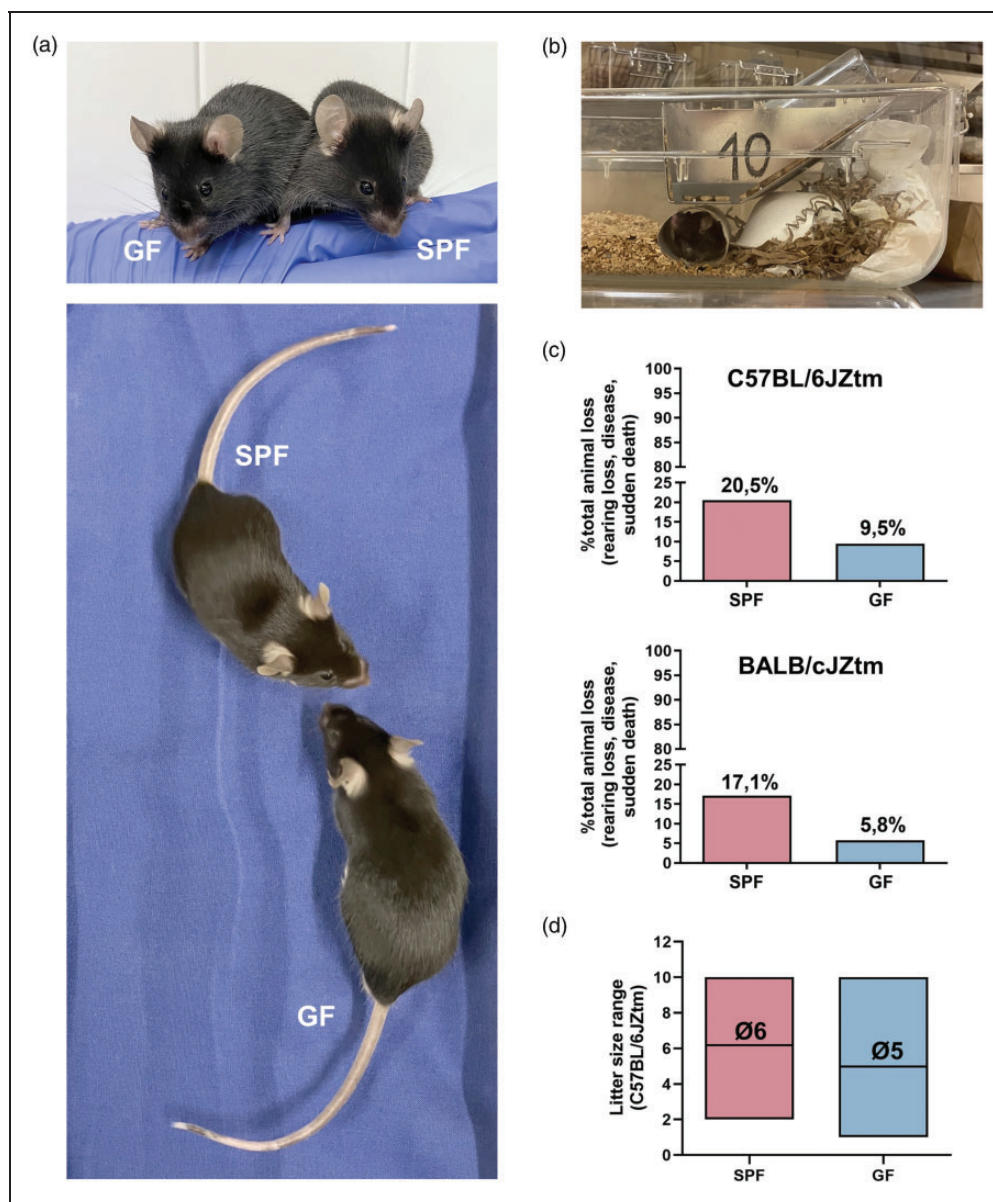 (a)
GF
SPF
SPF
GF
(b)
10
(c)
C57BL/6JZtm
%total animal loss
(rearing loss, disease,
sudden death)
100
95
90
85
80
25
20
15
10
5
0
20,5%
9,5%
SPF
GF
BALB/cJZtm
%total animal loss
(rearing loss, disease,
sudden death)
100
95
90
85
80
25
20
15
10
5
0
17,1%
5,8%
SPF
GF
(d)
Litter size range
(C57BL/6JZtm)
12
10
8
6
4
2
0
Ø6
Ø5
SPF
GF